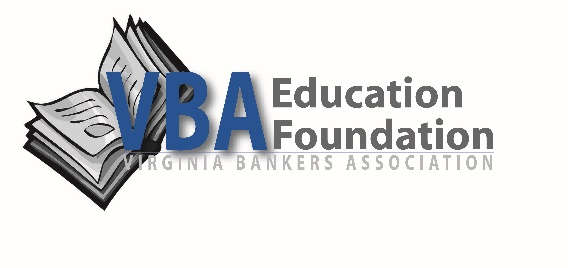 VBA Education
Foundation
VIRGINIA BANKERS ASSOCIATION